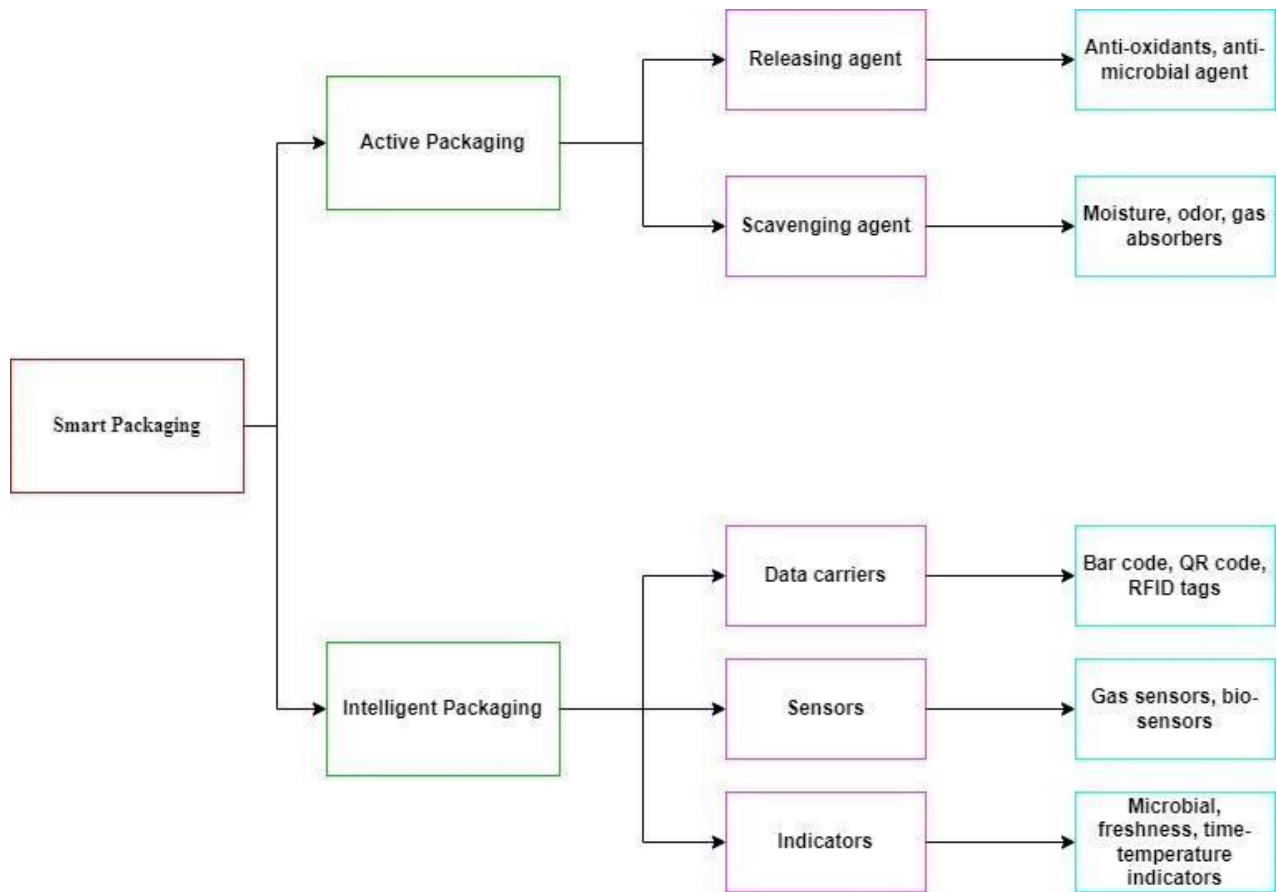 Smart Packaging
Active Packaging
Releasing agent
Anti-oxidants, anti-
microbial agent
Scavenging agent
Moisture, odor, gas
absorbers
Intelligent Packaging
Data carriers
Bar code, QR code,
RFID tags
Sensors
Gas sensors, bio-
sensors
Indicators
Microbial,
freshness, time-
temperature
indicators